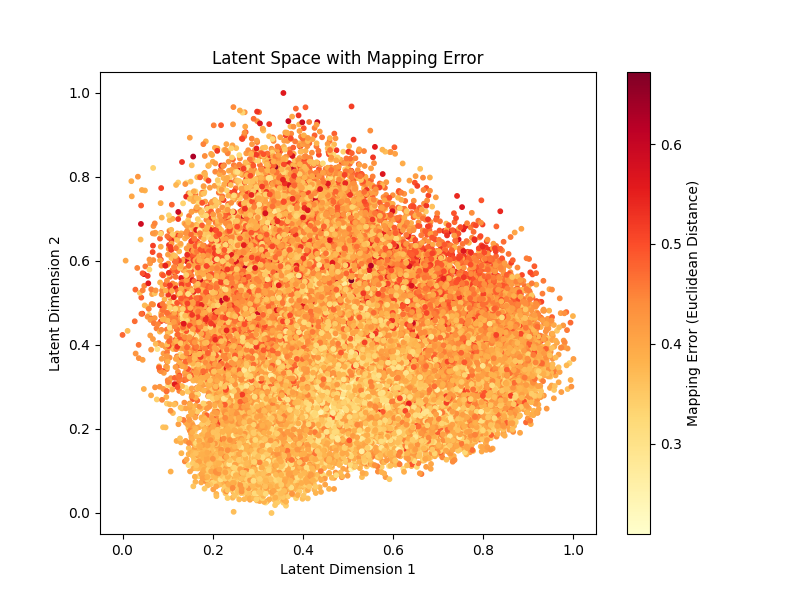 Latent Space with Mapping Error
1.0
0.8
0.6
0.4
0.2
0.0
Latent Dimension 2
0.0 0.2 0.4 0.6 0.8 1.0
Latent Dimension 1
0.6
0.5
0.4
0.3
Mapping Error (Euclidean Distance)